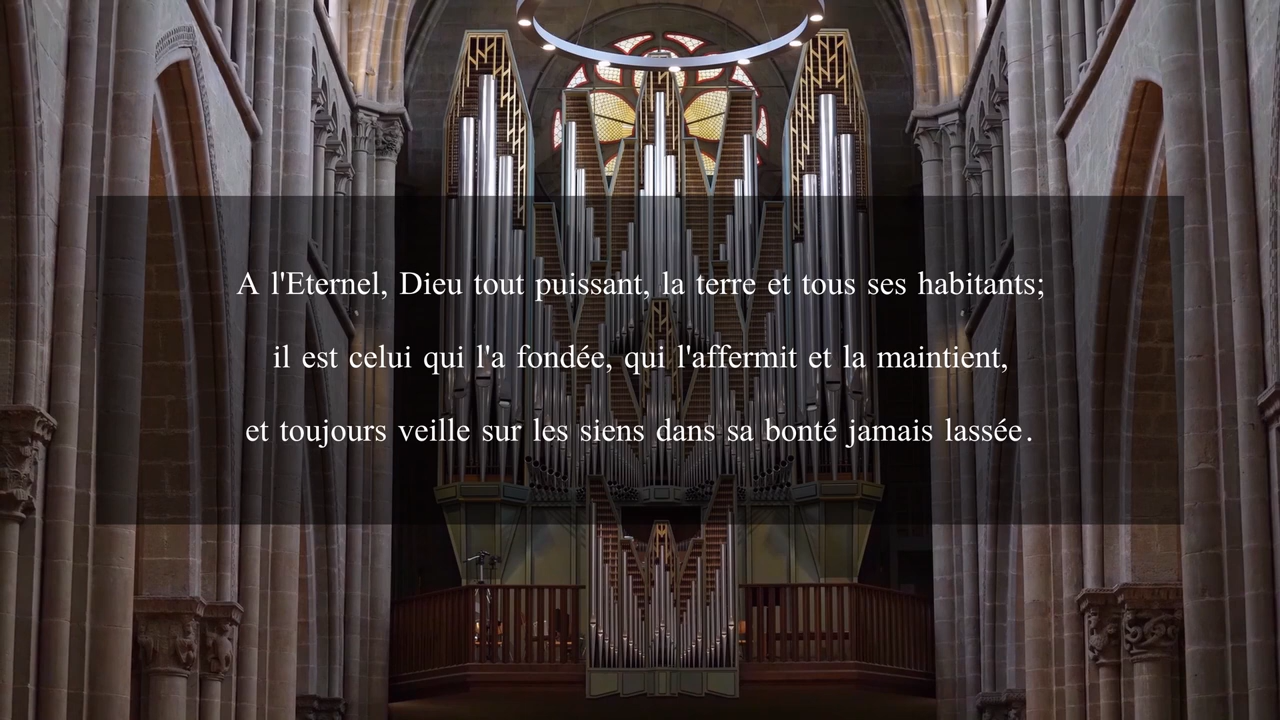 A l'Eternel, Dieu tout puissant, la terre et tous ses habitants;
il est celui qui l'a fondée, qui l'affermit et la maintient,
et toujours veille sur les siens dans sa bonté jamais lassée.